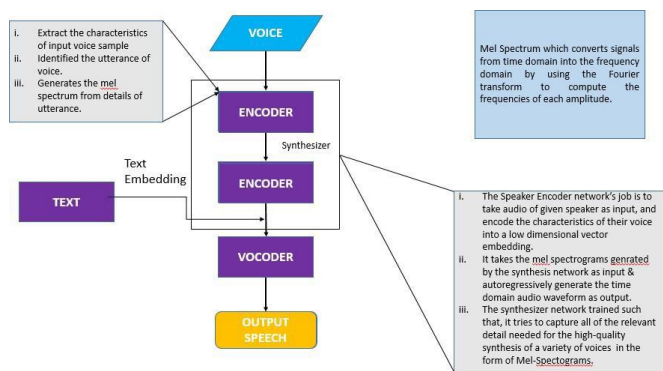 i. Extract the characteristics
of input voice sample
ii. Identified the utterance of
voice.
iii. Generates the mel
spectrum from details of
utterance.
VOICE
Mel Spectrum which converts signals
from time domain into the frequency
domain by using the Fourier
transform to compute the
frequencies of each amplitude.
ENCODER
Synthesizer
Text
Embedding
ENCODER
TEXT
VOCODER
OUTPUT
SPEECH
i. The Speaker Encoder network's job is to
take audio of given speaker as input, and
encode the characteristics of their voice
into a low dimensional vector
embedding.
ii. It takes the mel spectrograms genrated
by the synthesis network as input &
autoregressively generate the time
domain audio waveform as output.
iii. The synthesizer network trained such
that, it tries to capture all of the relevant
detail needed for the high-quality
synthesis of a variety of voices in the
form of Mel-Spectograms.